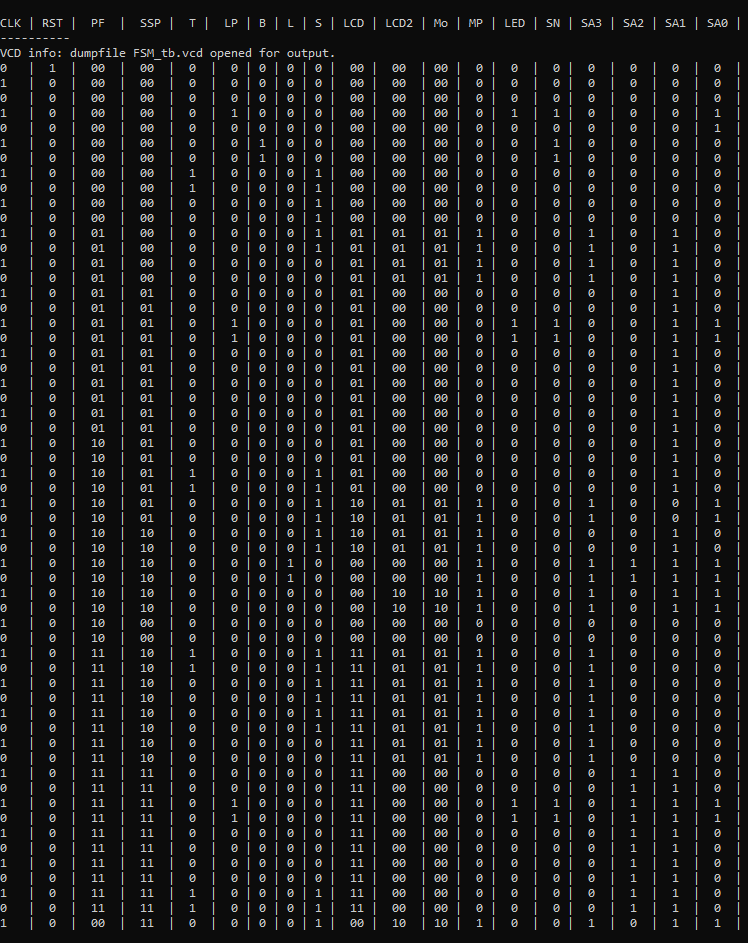 CLK | RST | PF | SSP | T | LP | B | L | S | LCD | LCD2 | Mo | MP | LED | SN | SA3 | SA2 | SA1 | SA0 |
----------
VCD info: dumpfile FSM_tb.vcd opened for output.
0 | 1 | 00 | 00 | 0 | 0 | 0 | 0 | 0 | 00 | 00 | 00 | 0 | 0 | 0 | 0 | 0 | 0 | 0 |
1 | 0 | 00 | 00 | 0 | 0 | 0 | 0 | 0 | 00 | 00 | 00 | 0 | 0 | 0 | 0 | 0 | 0 | 0 |
0 | 0 | 00 | 00 | 0 | 0 | 0 | 0 | 0 | 00 | 00 | 00 | 0 | 0 | 0 | 0 | 0 | 0 | 0 |
1 | 0 | 00 | 00 | 0 | 1 | 0 | 0 | 0 | 00 | 00 | 00 | 0 | 1 | 1 | 0 | 0 | 0 | 1 |
0 | 0 | 00 | 00 | 0 | 0 | 0 | 0 | 0 | 00 | 00 | 00 | 0 | 0 | 0 | 0 | 0 | 0 | 1 |
1 | 0 | 00 | 00 | 0 | 0 | 1 | 0 | 0 | 00 | 00 | 00 | 0 | 0 | 1 | 0 | 0 | 0 | 0 |
0 | 0 | 00 | 00 | 0 | 0 | 1 | 0 | 0 | 00 | 00 | 00 | 0 | 0 | 1 | 0 | 0 | 0 | 0 |
1 | 0 | 00 | 00 | 1 | 0 | 0 | 0 | 1 | 00 | 00 | 00 | 0 | 0 | 0 | 0 | 0 | 0 | 0 |
0 | 0 | 00 | 00 | 1 | 0 | 0 | 0 | 1 | 00 | 00 | 00 | 0 | 0 | 0 | 0 | 0 | 0 | 0 |
1 | 0 | 00 | 00 | 0 | 0 | 0 | 0 | 1 | 00 | 00 | 00 | 0 | 0 | 0 | 0 | 0 | 0 | 0 |
0 | 0 | 00 | 00 | 0 | 0 | 0 | 0 | 1 | 00 | 00 | 00 | 0 | 0 | 0 | 0 | 0 | 0 | 0 |
1 | 0 | 01 | 00 | 0 | 0 | 0 | 0 | 1 | 01 | 01 | 01 | 1 | 0 | 0 | 1 | 0 | 1 | 0 |
0 | 0 | 01 | 00 | 0 | 0 | 0 | 0 | 1 | 01 | 01 | 01 | 1 | 0 | 0 | 1 | 0 | 1 | 0 |
1 | 0 | 01 | 00 | 0 | 0 | 0 | 0 | 0 | 01 | 01 | 01 | 1 | 0 | 0 | 1 | 0 | 1 | 0 |
0 | 0 | 01 | 00 | 0 | 0 | 0 | 0 | 0 | 01 | 01 | 01 | 1 | 0 | 0 | 1 | 0 | 1 | 0 |
1 | 0 | 01 | 01 | 0 | 0 | 0 | 0 | 0 | 01 | 00 | 00 | 0 | 0 | 0 | 0 | 0 | 1 | 0 |
0 | 0 | 01 | 01 | 0 | 0 | 0 | 0 | 0 | 01 | 00 | 00 | 0 | 0 | 0 | 0 | 0 | 1 | 0 |
1 | 0 | 01 | 01 | 0 | 1 | 0 | 0 | 0 | 01 | 00 | 00 | 0 | 1 | 1 | 0 | 0 | 1 | 1 |
0 | 0 | 01 | 01 | 0 | 1 | 0 | 0 | 0 | 01 | 00 | 00 | 0 | 1 | 1 | 0 | 0 | 1 | 1 |
1 | 0 | 01 | 01 | 0 | 0 | 0 | 0 | 0 | 01 | 00 | 00 | 0 | 0 | 0 | 0 | 0 | 1 | 0 |
0 | 0 | 01 | 01 | 0 | 0 | 0 | 0 | 0 | 01 | 00 | 00 | 0 | 0 | 0 | 0 | 0 | 1 | 0 |
1 | 0 | 01 | 01 | 0 | 0 | 0 | 0 | 0 | 01 | 00 | 00 | 0 | 0 | 0 | 0 | 0 | 1 | 0 |
0 | 0 | 01 | 01 | 0 | 0 | 0 | 0 | 0 | 01 | 00 | 00 | 0 | 0 | 0 | 0 | 0 | 1 | 0 |
1 | 0 | 01 | 01 | 0 | 0 | 0 | 0 | 0 | 01 | 00 | 00 | 0 | 0 | 0 | 0 | 0 | 1 | 0 |
0 | 0 | 01 | 01 | 0 | 0 | 0 | 0 | 0 | 01 | 00 | 00 | 0 | 0 | 0 | 0 | 0 | 1 | 0 |
1 | 0 | 10 | 01 | 0 | 0 | 0 | 0 | 0 | 01 | 00 | 00 | 0 | 0 | 0 | 0 | 0 | 1 | 0 |
0 | 0 | 10 | 01 | 0 | 0 | 0 | 0 | 0 | 01 | 00 | 00 | 0 | 0 | 0 | 0 | 0 | 1 | 0 |
1 | 0 | 10 | 01 | 1 | 0 | 0 | 0 | 1 | 01 | 00 | 00 | 0 | 0 | 0 | 0 | 0 | 1 | 0 |
0 | 0 | 10 | 01 | 1 | 0 | 0 | 0 | 1 | 01 | 00 | 00 | 0 | 0 | 0 | 0 | 0 | 1 | 0 |
1 | 0 | 10 | 01 | 0 | 0 | 0 | 0 | 1 | 10 | 01 | 01 | 1 | 0 | 0 | 1 | 0 | 0 | 1 |
0 | 0 | 10 | 01 | 0 | 0 | 0 | 0 | 1 | 10 | 01 | 01 | 1 | 0 | 0 | 1 | 0 | 0 | 1 |
1 | 0 | 10 | 10 | 0 | 0 | 0 | 0 | 1 | 10 | 01 | 01 | 1 | 0 | 0 | 0 | 0 | 1 | 0 |
0 | 0 | 10 | 10 | 0 | 0 | 0 | 0 | 1 | 10 | 01 | 01 | 1 | 0 | 0 | 0 | 0 | 1 | 0 |
1 | 0 | 10 | 10 | 0 | 0 | 0 | 1 | 0 | 00 | 00 | 00 | 1 | 0 | 0 | 1 | 1 | 1 | 1 |
0 | 0 | 10 | 10 | 0 | 0 | 0 | 1 | 0 | 00 | 00 | 00 | 1 | 0 | 0 | 1 | 1 | 1 | 1 |
1 | 0 | 10 | 10 | 0 | 0 | 0 | 0 | 0 | 00 | 10 | 10 | 1 | 0 | 0 | 1 | 1 | 1 | 1 |
0 | 0 | 10 | 10 | 0 | 0 | 0 | 0 | 0 | 00 | 10 | 10 | 1 | 0 | 0 | 1 | 1 | 1 | 1 |
1 | 0 | 10 | 00 | 0 | 0 | 0 | 0 | 0 | 00 | 00 | 00 | 0 | 0 | 0 | 0 | 0 | 0 | 0 |
0 | 0 | 10 | 00 | 0 | 0 | 0 | 0 | 0 | 00 | 00 | 00 | 0 | 0 | 0 | 0 | 0 | 0 | 0 |
1 | 0 | 11 | 10 | 1 | 0 | 0 | 0 | 1 | 11 | 01 | 01 | 1 | 0 | 0 | 1 | 0 | 1 | 0 |
0 | 0 | 11 | 10 | 1 | 0 | 0 | 0 | 1 | 11 | 01 | 01 | 1 | 0 | 0 | 1 | 0 | 1 | 0 |
1 | 0 | 11 | 10 | 0 | 0 | 0 | 0 | 1 | 11 | 01 | 01 | 1 | 0 | 0 | 1 | 0 | 1 | 0 |
0 | 0 | 11 | 10 | 0 | 0 | 0 | 0 | 1 | 11 | 01 | 01 | 1 | 0 | 0 | 1 | 0 | 1 | 0 |
1 | 0 | 11 | 10 | 0 | 0 | 0 | 0 | 1 | 11 | 01 | 01 | 1 | 0 | 0 | 1 | 0 | 1 | 0 |
0 | 0 | 11 | 10 | 0 | 0 | 0 | 0 | 1 | 11 | 01 | 01 | 1 | 0 | 0 | 1 | 0 | 1 | 0 |
1 | 0 | 11 | 10 | 0 | 0 | 0 | 0 | 0 | 11 | 01 | 01 | 1 | 0 | 0 | 1 | 0 | 1 | 0 |
0 | 0 | 11 | 10 | 0 | 0 | 0 | 0 | 0 | 11 | 01 | 01 | 1 | 0 | 0 | 1 | 0 | 1 | 0 |
1 | 0 | 11 | 11 | 0 | 0 | 0 | 0 | 0 | 11 | 00 | 00 | 0 | 0 | 0 | 0 | 1 | 1 | 0 |
0 | 0 | 11 | 11 | 0 | 0 | 0 | 0 | 0 | 11 | 00 | 00 | 0 | 0 | 0 | 0 | 1 | 1 | 0 |
1 | 0 | 11 | 11 | 0 | 1 | 0 | 0 | 0 | 11 | 00 | 00 | 0 | 1 | 1 | 0 | 1 | 1 | 1 |
0 | 0 | 11 | 11 | 0 | 1 | 0 | 0 | 0 | 11 | 00 | 00 | 0 | 1 | 1 | 0 | 1 | 1 | 1 |
1 | 0 | 11 | 11 | 0 | 0 | 0 | 0 | 0 | 11 | 00 | 00 | 0 | 0 | 0 | 0 | 1 | 1 | 0 |
0 | 0 | 11 | 11 | 0 | 0 | 0 | 0 | 0 | 11 | 00 | 00 | 0 | 0 | 0 | 0 | 1 | 1 | 0 |
1 | 0 | 11 | 11 | 0 | 0 | 0 | 0 | 0 | 11 | 00 | 00 | 0 | 0 | 0 | 0 | 1 | 1 | 0 |
0 | 0 | 11 | 11 | 0 | 0 | 0 | 0 | 0 | 11 | 00 | 00 | 0 | 0 | 0 | 0 | 1 | 1 | 0 |
1 | 0 | 11 | 11 | 1 | 0 | 0 | 0 | 1 | 11 | 00 | 00 | 0 | 0 | 0 | 0 | 1 | 1 | 0 |
0 | 0 | 11 | 11 | 1 | 0 | 0 | 0 | 1 | 11 | 00 | 00 | 0 | 0 | 0 | 0 | 1 | 1 | 0 |
1 | 0 | 00 | 11 | 0 | 0 | 0 | 0 | 1 | 00 | 10 | 10 | 1 | 0 | 0 | 1 | 0 | 1 | 1 |